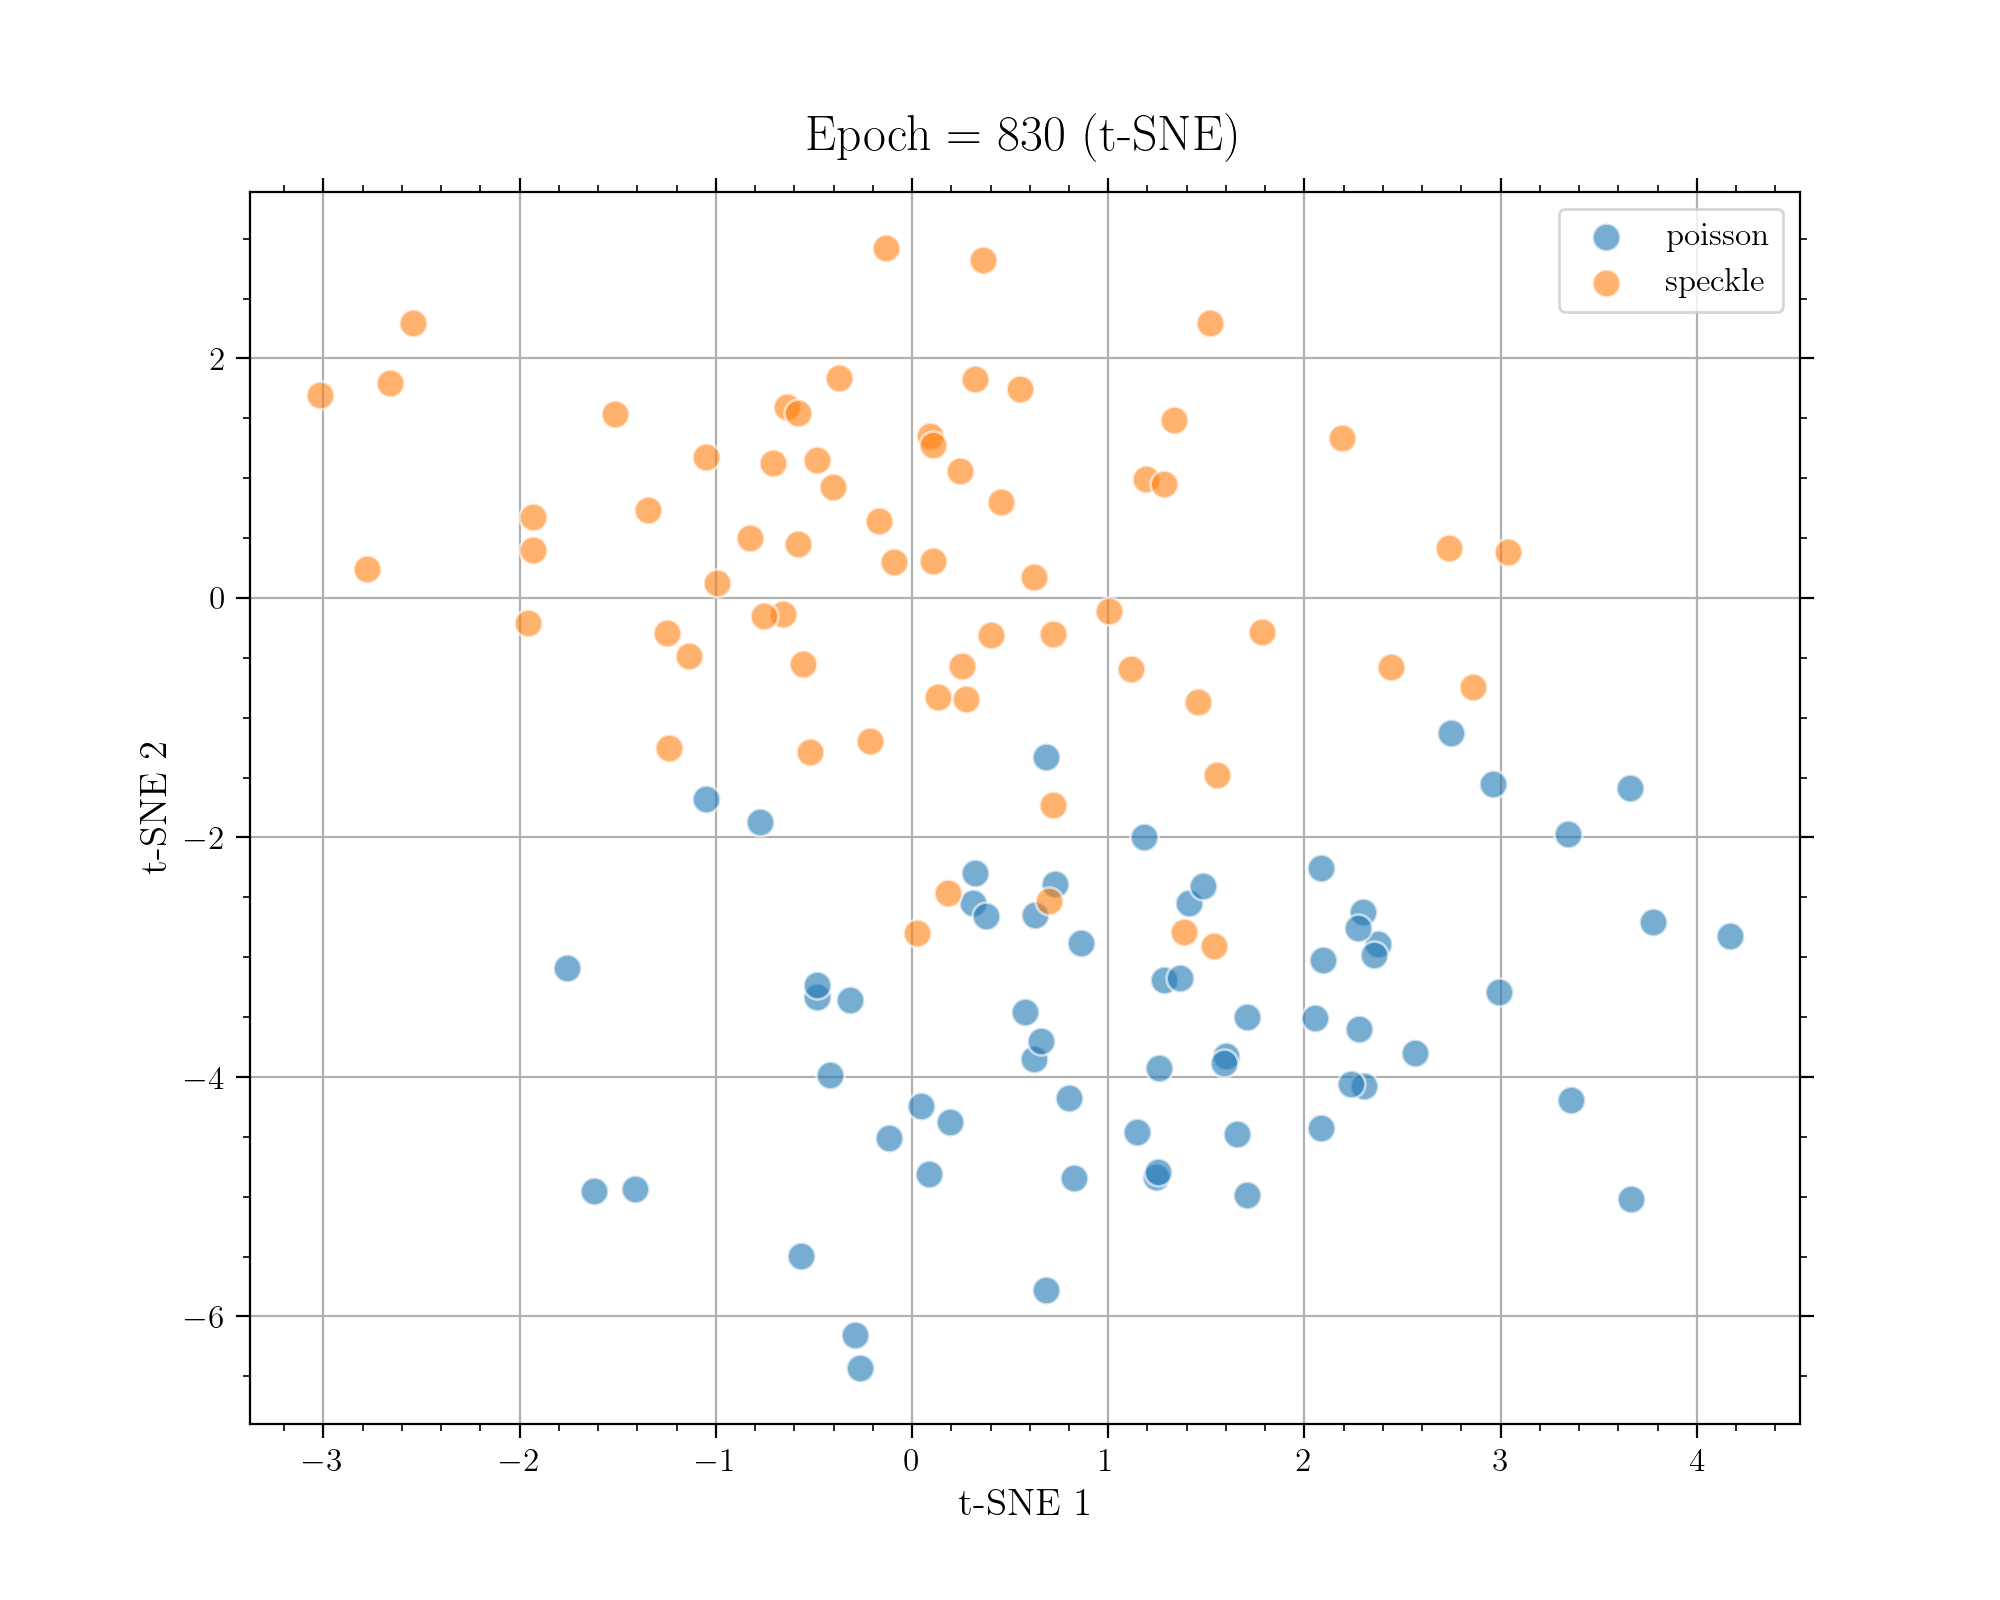 Epoch = 830 (t-SNE)
poisson
speckle
2
0
−2
−4
−6
t-SNE 2
−3 −2 −1 0 1 2 3 4
t-SNE 1